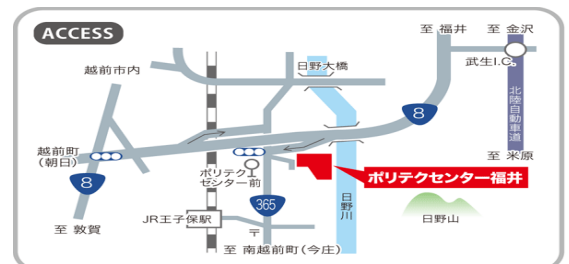 ACCESS
至 福井
至 金沢
武生I.C.
日野大橋
越前市内
北陸自動車道
8
越前町
(朝日)
8
ポリテク
センター前
至 米原
ポリテクセンター福井
365
日野川
日野山
JR王子保駅
〒
至 敦賀
至 南越前町(今庄)